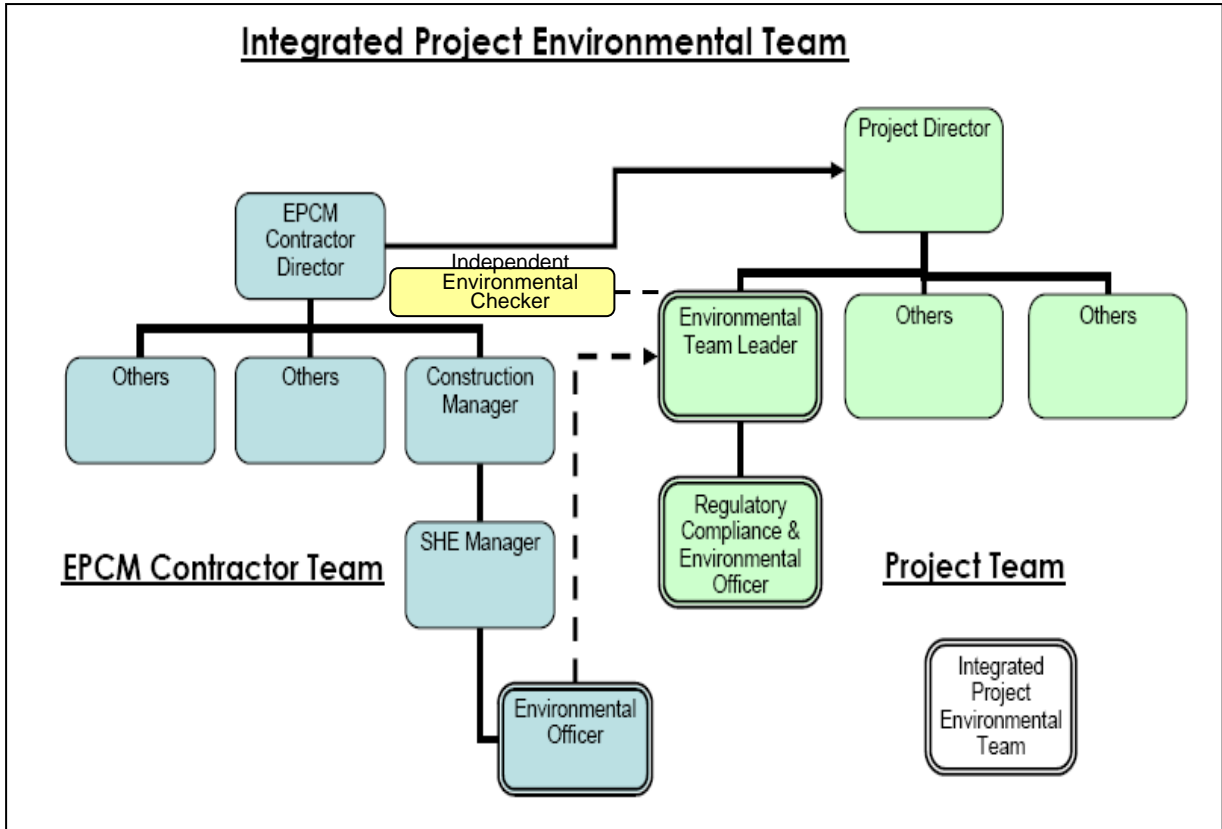 Integrated Project Environmental Team
Project Director
EPCM
Contractor
Director
Independent
Environmental
Checker
Environmental
Team Leader
Others
Others
Others
Others
Construction
Manager
Regulatory
Compliance &
Environmental
Officer
SHE Manager
EPCM Contractor Team
Project Team
Integrated
Project
Environmental
Team
Environmental
Officer